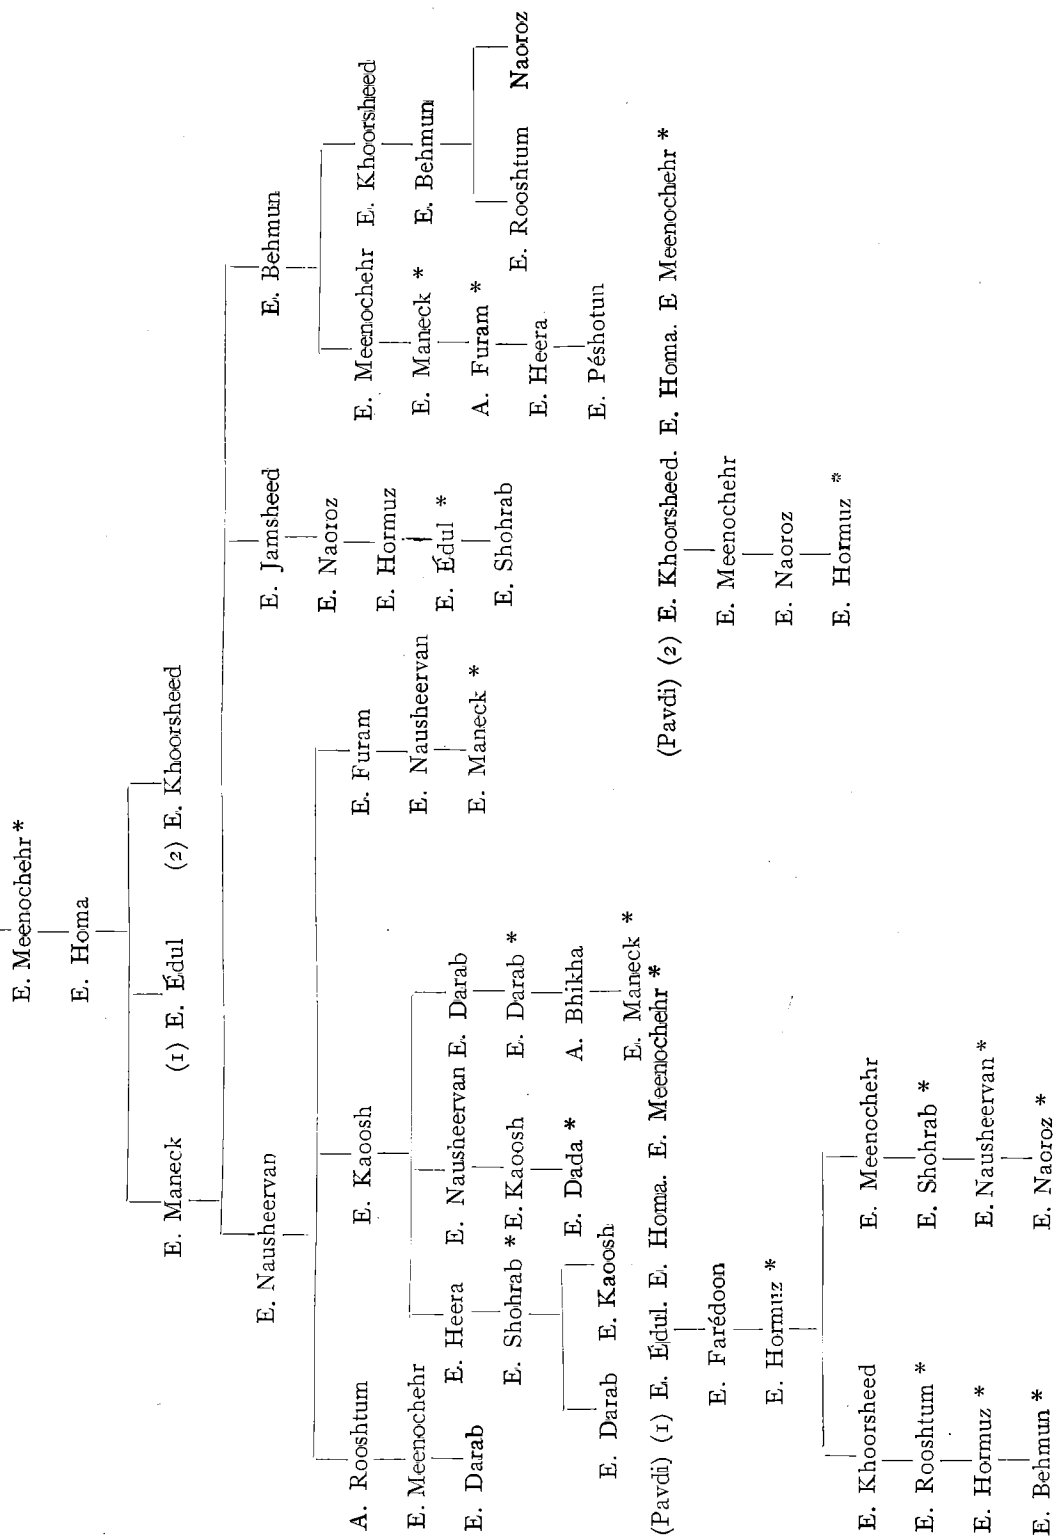 E. Meenochehr *
E. Homa
E. Maneck (1) E. Édul (2) E. Khoorsheed
E. Nausheervan E. Jamsheed E. Behmun
A. Rooshtum E. Kaoosh E. Furam E. Naoroz E. Meenochehr E. Khoorsheed
E. Meenochehr E. Heera E. Nausheervan E. Darab E. Nausheervan E. Hormuz E. Maneck * E. Behmun
E. Darab E. Shohrab * E. Kaoosh E. Darab * E. Maneck * E. Édul * A. Furam * E. Rooshtum Naoroz
E. Dada * A. Bhikha E. Shohrab E. Heera
E. Darab E. Kaoosh E. Maneck * E. Péshotun
(Pavdi) (1) E. Édul. E. Homa. E. Meenochehr *
E. Farédoon
E. Hormuz *
E. Khoorsheed E. Meenochehr
E. Rooshtum * E. Shohrab *
E. Hormuz * E. Nausheervan *
E. Behmun * E. Naoroz *
(Pavdi) (2) E. Khoorsheed. E. Homa. E Meenochehr *
E. Meenochehr
E. Naoroz
E. Hormuz *